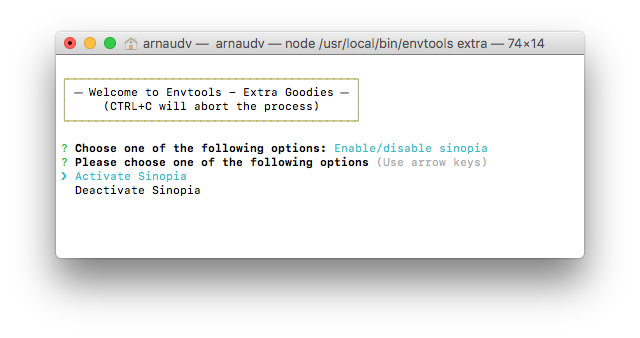 arnaudv — arnaudv — node /usr/local/bin/envtools extra — 74×14
— Welcome to Envtools – Extra Goodies —
(CTRL+C will abort the process)
? Choose one of the following options: Enable/disable sinopia
? Please choose one of the following options (Use arrow keys)
❯ Activate Sinopia
Deactivate Sinopia